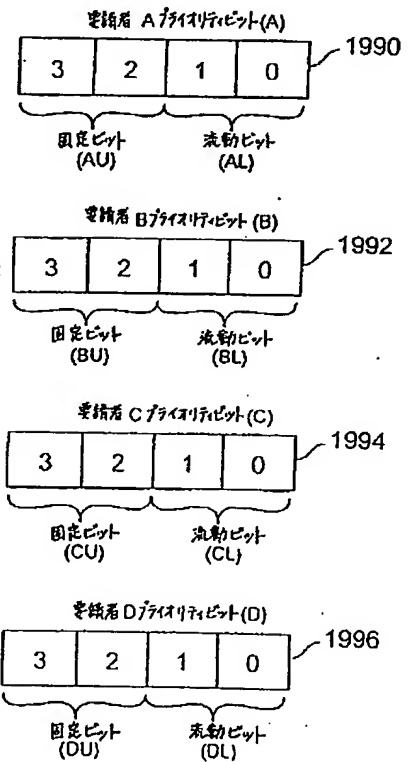 要請者 Aプライオリティビット(A)
1990
3 2 1 0
固定ビット 流動ビット
(AU) (AL)
要請者 Bプライオリティビット(B)
1992
3 2 1 0
固定ビット 流動ビット
(BU) (BL)
要請者 Cプライオリティビット(C)
1994
3 2 1 0
固定ビット 流動ビット
(CU) (CL)
要請者 Dプライオリティビット(D)
1996
3 2 1 0
固定ビット 流動ビット
(DU) (DL)